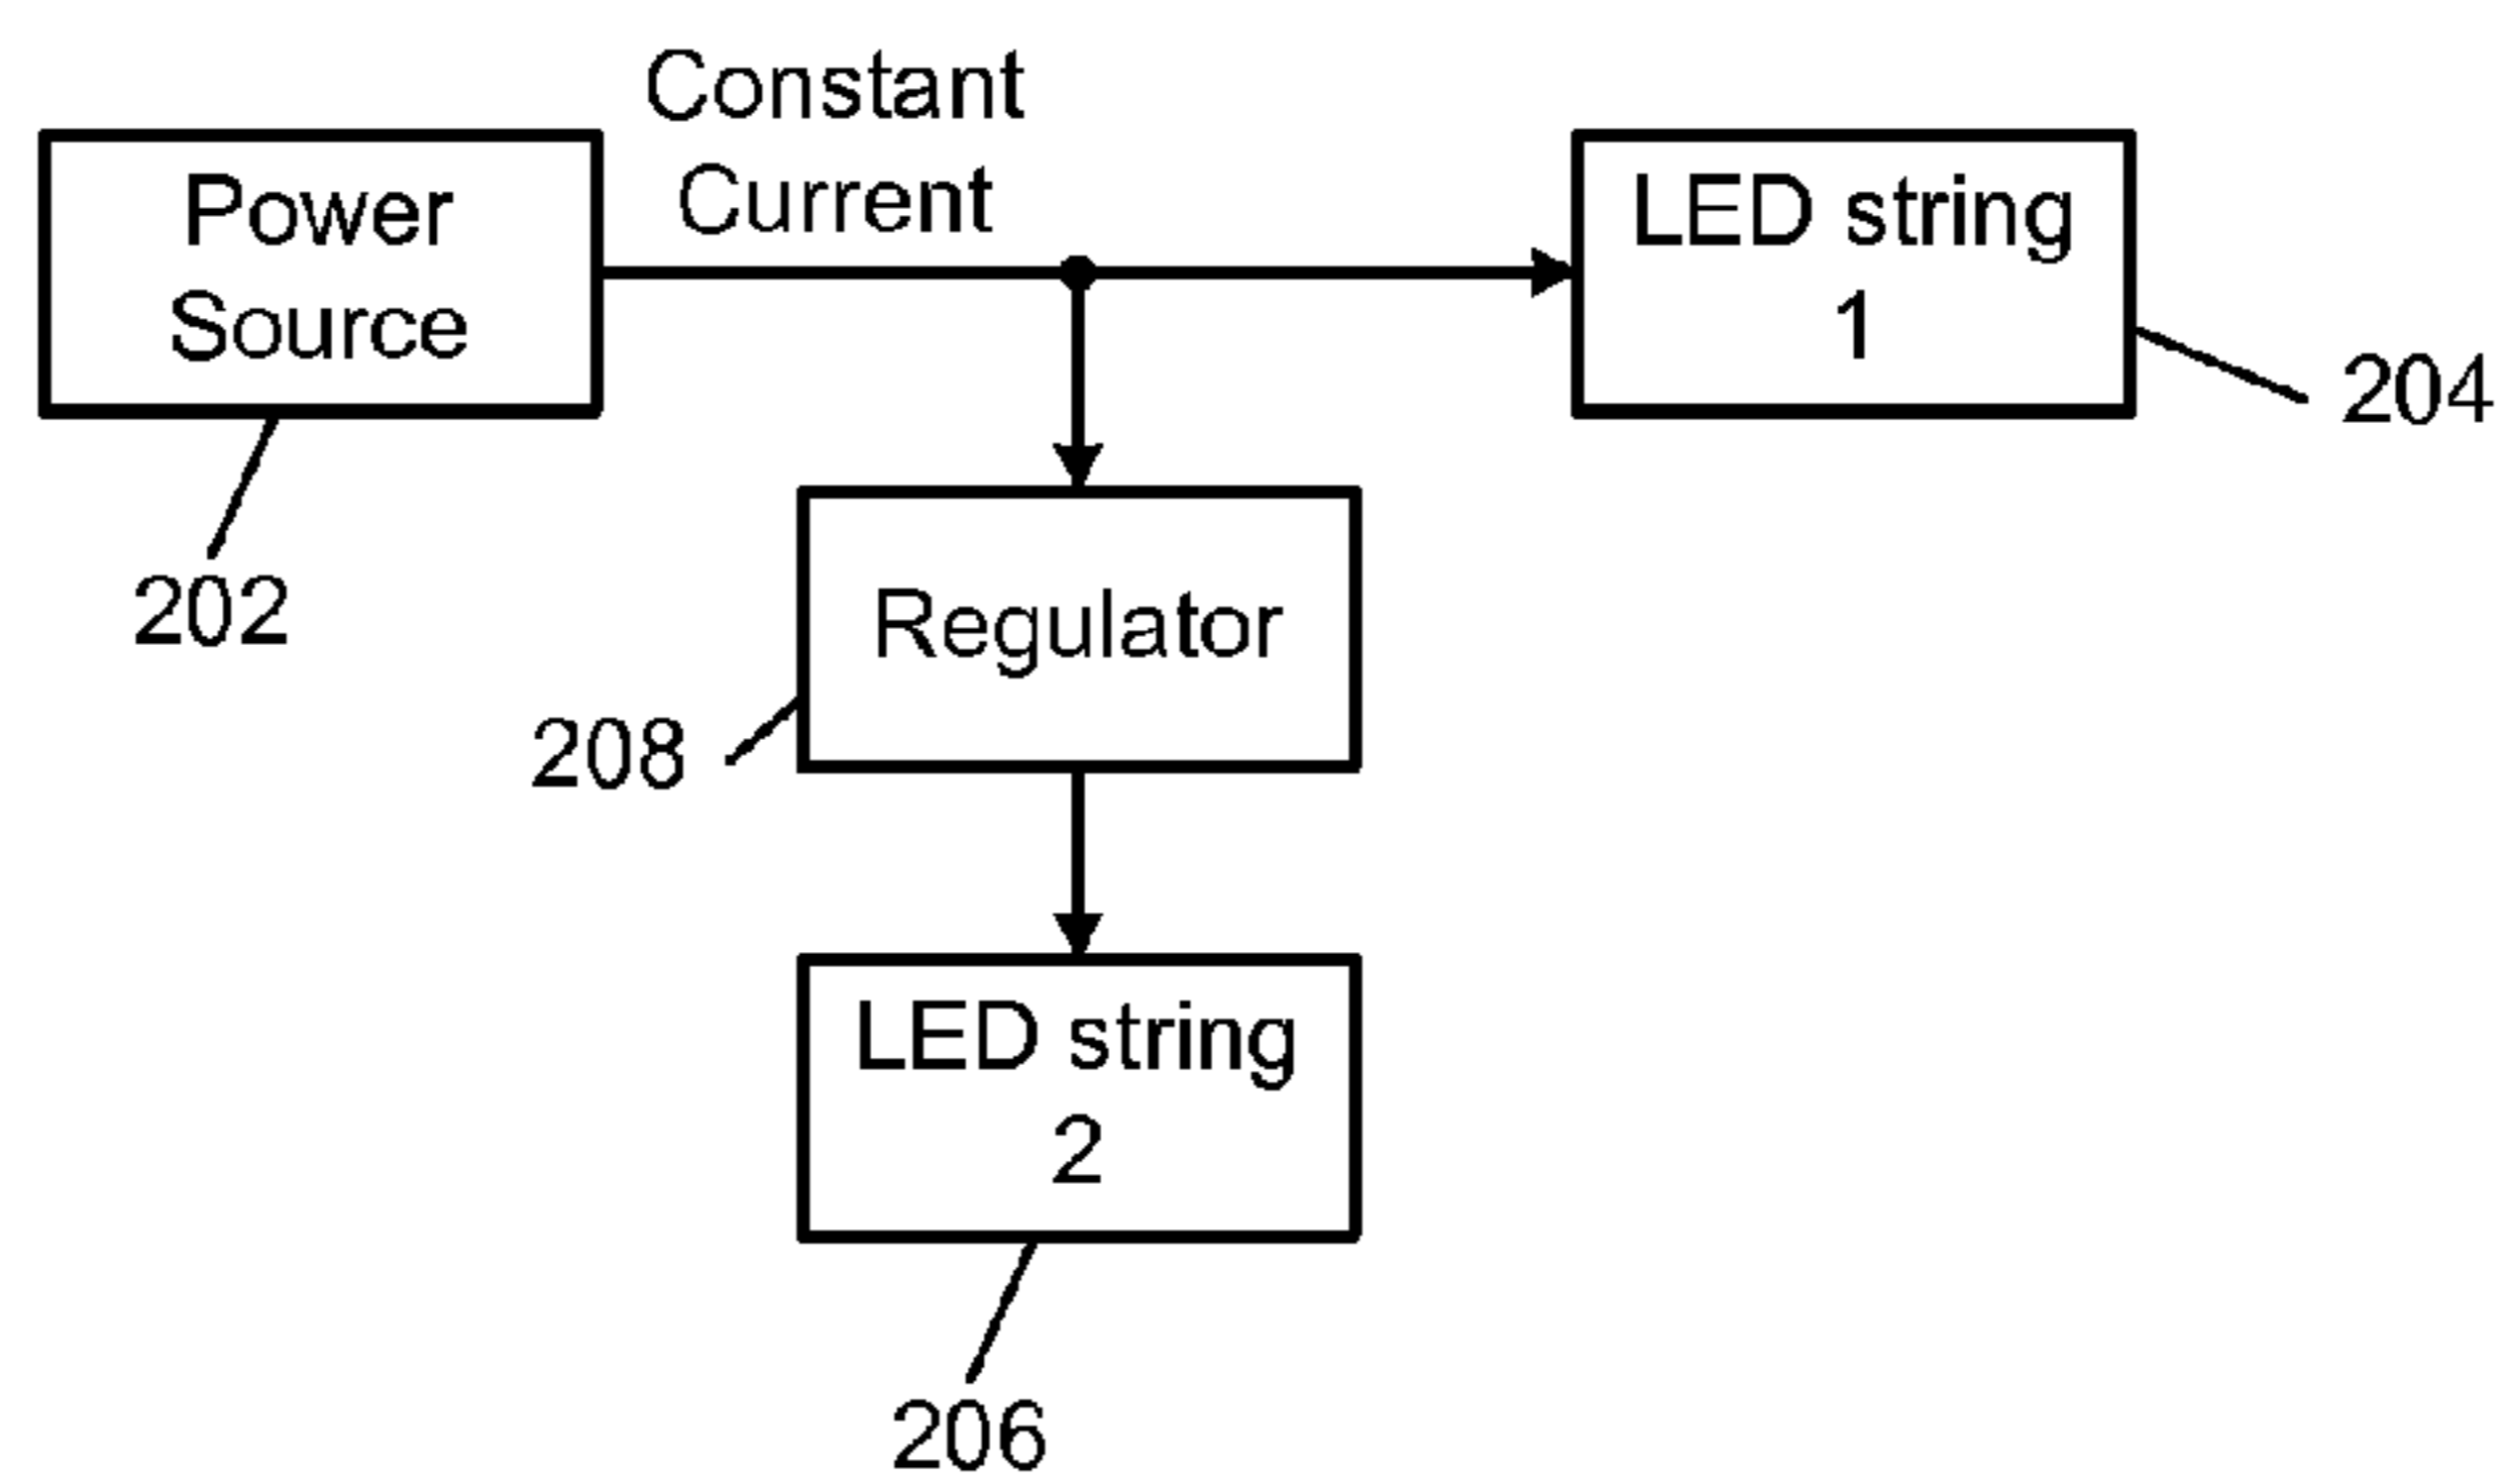 Constant
Current
Power
Source
LED string
1
204
202
Regulator
208
LED string
2
206